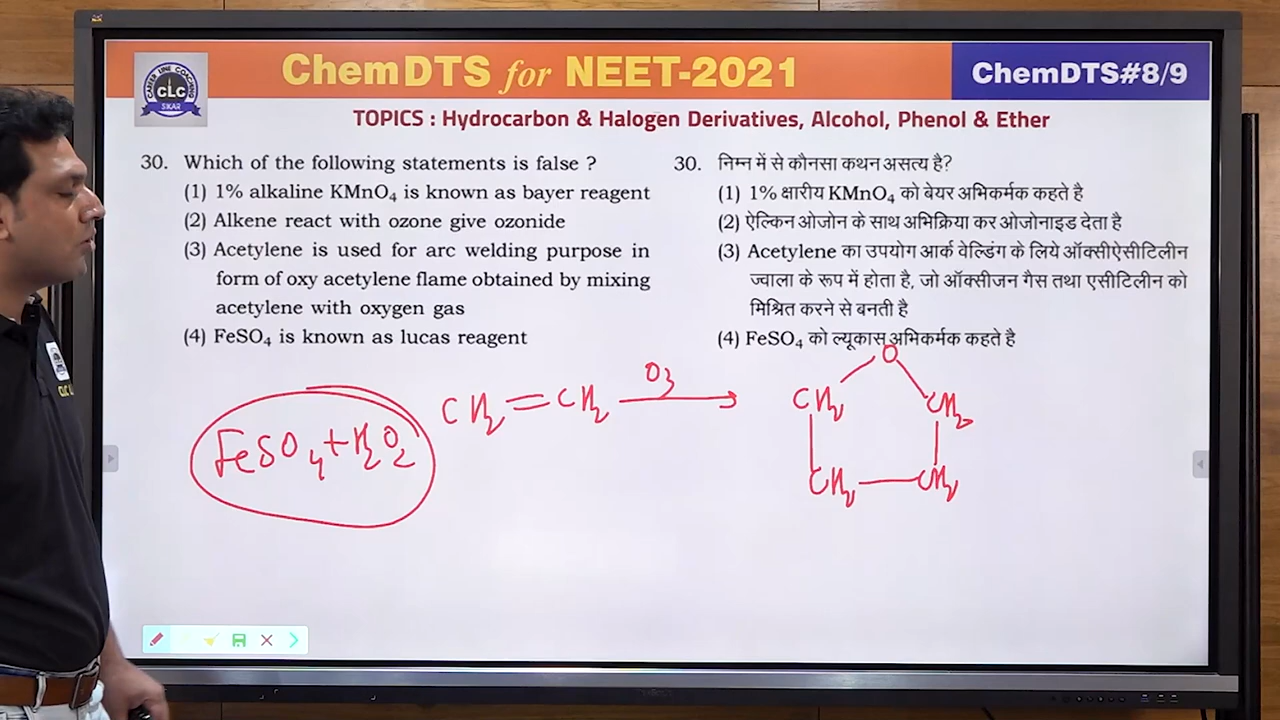 ChemDTS for NEET-2021
ChemDTS#8/9
CAREER LINE COACHING
CLC
SIKAR
TOPICS : Hydrocarbon & Halogen Derivatives, Alcohol, Phenol & Ether
30. Which of the following statements is false ?
(1) 1% alkaline KMnO₄ is known as bayer reagent
(2) Alkene react with ozone give ozonide
(3) Acetylene is used for arc welding purpose in
form of oxy acetylene flame obtained by mixing
acetylene with oxygen gas
(4) FeSO₄ is known as lucas reagent
30. निम्न में से कौनसा कथन असत्य है?
(1) 1% क्षारीय KMnO₄ को बेयर अभिकर्मक कहते है
(2) ऐल्किन ओजोन के साथ अभिक्रिया कर ओजोनाइड देता है
(3) Acetylene का उपयोग आर्क वेल्डिंग के लिये ऑक्सीऐसीटिलीन
ज्वाला के रूप में होता है, जो ऑक्सीजन गैस तथा एसीटिलीन को
मिश्रित करने से बनती है
(4) FeSO₄ को ल्यूकास अभिकर्मक कहते है
FeSO₄+H₂O₂
CH₂=CH₂
O₃
O
CH₂ CH₂
CH₂ CH₂